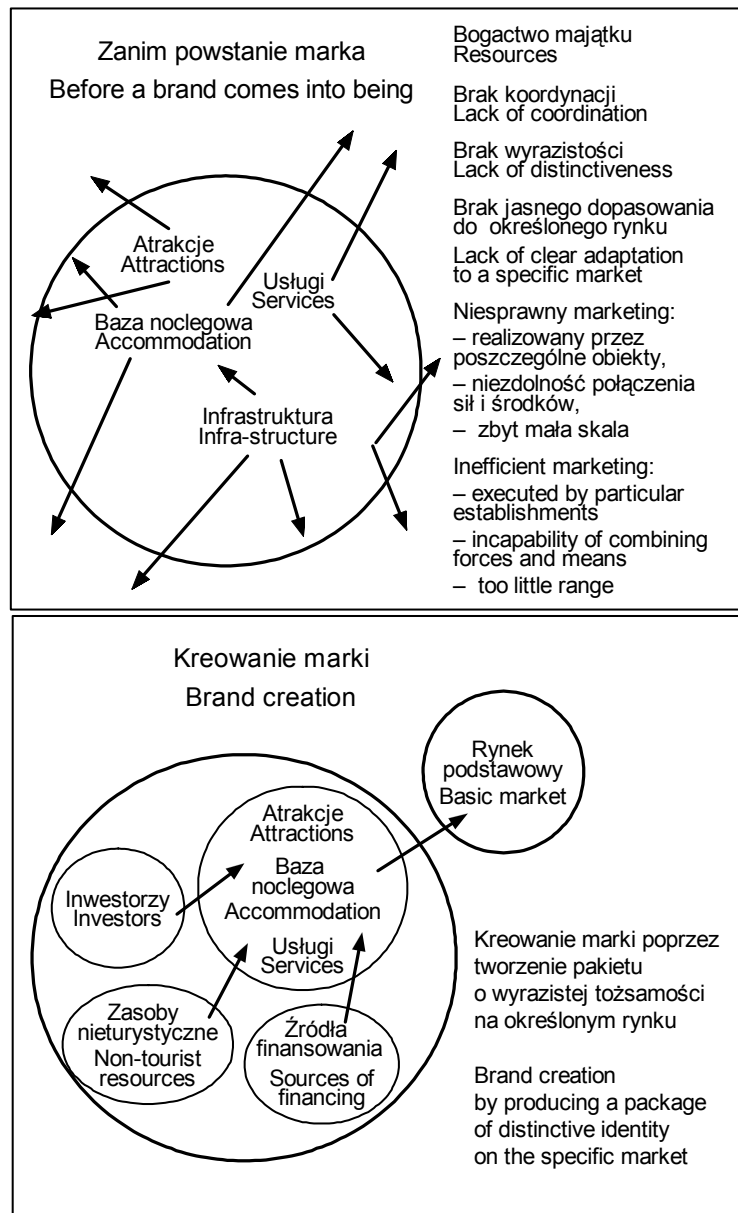 Zanim powstanie marka
Before a brand comes into being
Atrakcje
Attractions
Usługi
Services
Baza noclegowa
Accommodation
Infrastruktura
Infra-structure
Bogactwo majątku
Resources
Brak koordynacji
Lack of coordination
Brak wyrazistości
Lack of distinctiveness
Brak jasnego dopasowania
do określonego rynku
Lack of clear adaptation
to a specific market
Niesprawny marketing:
– realizowany przez
poszczególne obiekty,
– niezdolność połączenia
sił i środków,
– zbyt mała skala
Inefficient marketing:
– executed by particular
establishments
– incapability of combining
forces and means
– too little range
Kreowanie marki
Brand creation
Rynek
podstawowy
Basic market
Atrakcje
Attractions
Baza
noclegowa
Accommodation
Usługi
Services
Inwestorzy
Investors
Zasoby
nieturystyczne
Non-tourist
resources
Źródła
finansowania
Sources of
financing
Kreowanie marki poprzez
tworzenie pakietu
o wyrazistej tożsamości
na określonym rynku
Brand creation
by producing a package
of distinctive identity
on the specific market